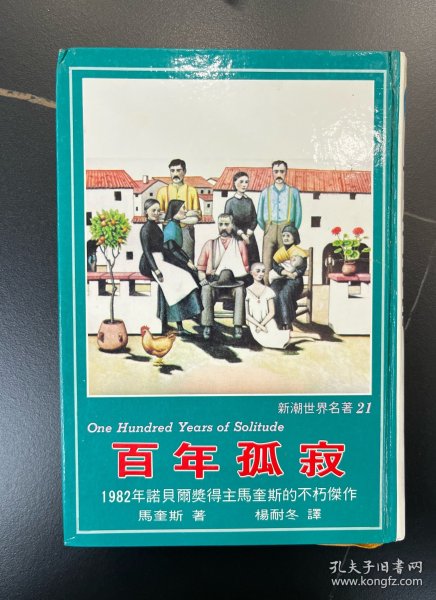 新潮世界名著 21
One Hundred Years of Solitude
百年孤寂
1982年諾貝爾獎得主馬奎斯的不朽傑作
馬奎斯 著 楊耐冬 譯
孔夫子旧书网
www.kongfz.com